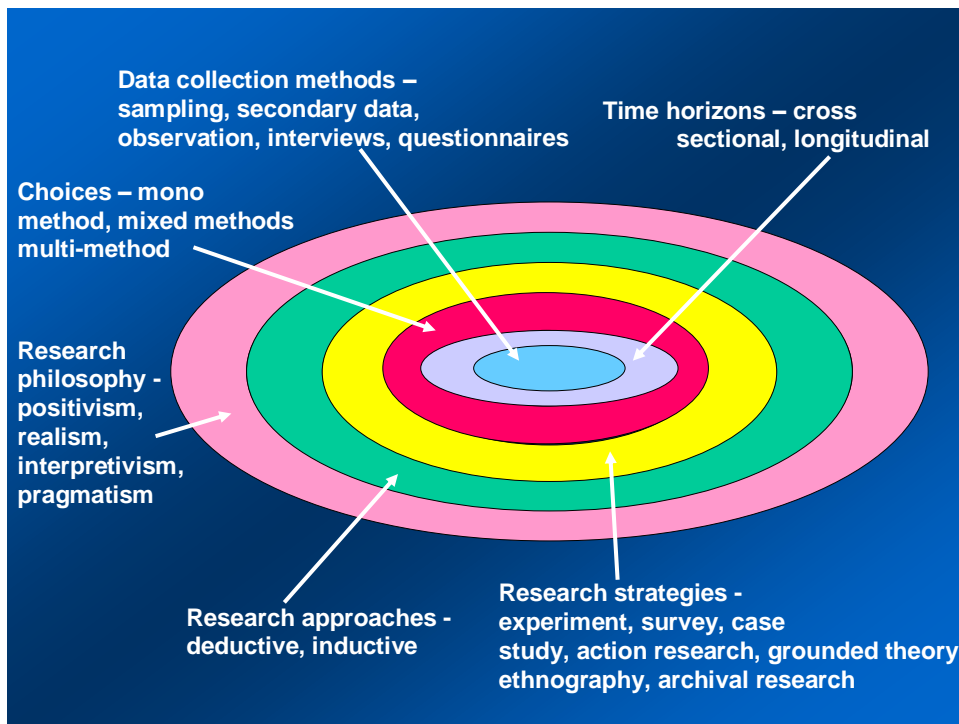 Data collection methods –
sampling, secondary data,
observation, interviews, questionnaires
Time horizons – cross
sectional, longitudinal
Choices – mono
method, mixed methods
multi-method
Research
philosophy -
positivism,
realism,
interpretivism,
pragmatism
Research approaches -
deductive, inductive
Research strategies -
experiment, survey, case
study, action research, grounded theory
ethnography, archival research